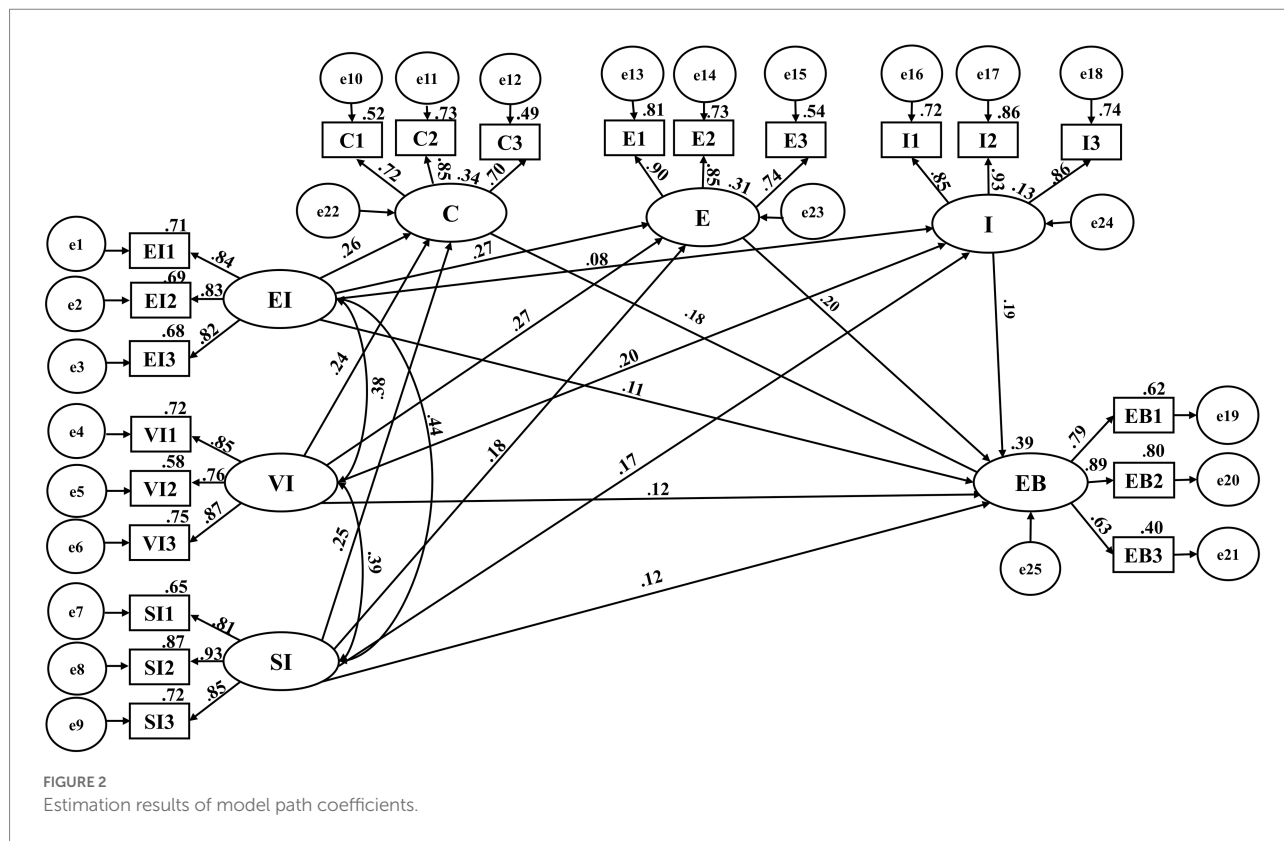 e10 e11 e12 e13 e14 e15 e16 e17 e18
.52 .73 .49 .81 .73 .54 .72 .86 .74
C1 C2 C3 E1 E2 E3 I1 I2 I3
.72 .85 .34 .70 .90 .85 .31 .74 .85 .93 .13 .86
e22 C E e23 I e24
e1 EI1 .71 .84
e2 EI2 .69 .83 EI
e3 EI3 .68 .82
.26 .27 .08
.24 .27 .20 .18 .20 .19
.38 .44 .11
e4 VI1 .72 .85
e5 VI2 .58 .76 VI
e6 VI3 .75 .87
.18 .17 .12
.25 .39 .12
.39 EB e25
.79 .62 EB1 e19
.89 .80 EB2 e20
.63 .40 EB3 e21
e7 SI1 .65 .81
e8 SI2 .87 .93 SI
e9 SI3 .72 .85
FIGURE 2
Estimation results of model path coefficients.